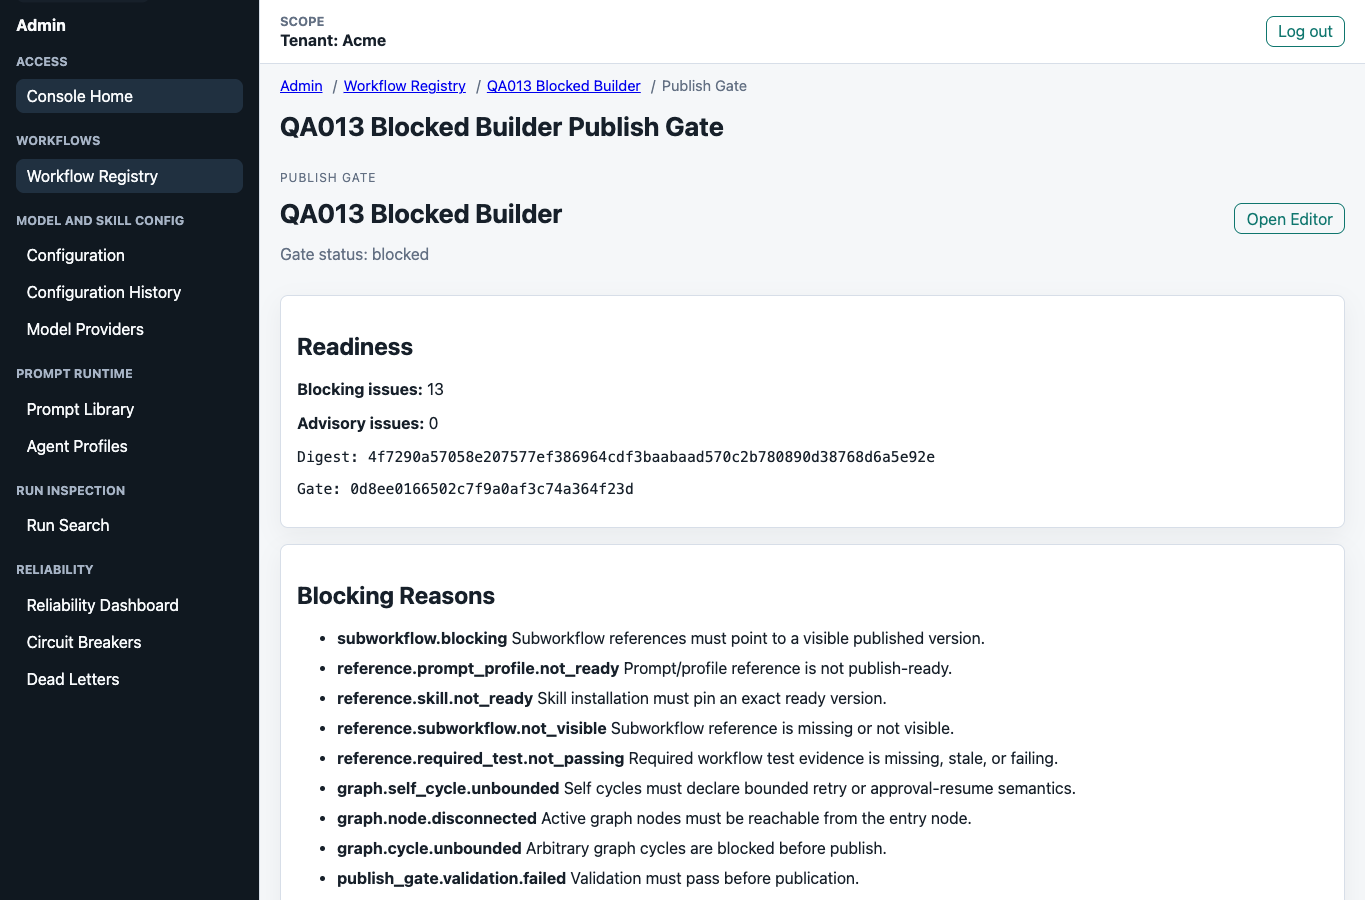 Admin
ACCESS
Console Home
WORKFLOWS
Workflow Registry
MODEL AND SKILL CONFIG
Configuration
Configuration History
Model Providers
PROMPT RUNTIME
Prompt Library
Agent Profiles
RUN INSPECTION
Run Search
RELIABILITY
Reliability Dashboard
Circuit Breakers
Dead Letters
SCOPE
Tenant: Acme
Log out
Admin / Workflow Registry / QA013 Blocked Builder / Publish Gate
QA013 Blocked Builder Publish Gate
PUBLISH GATE
QA013 Blocked Builder
Open Editor
Gate status: blocked
Readiness
Blocking issues: 13
Advisory issues: 0
Digest: 4f7290a57058e207577ef386964cdf3baabaad570c2b780890d38768d6a5e92e
Gate: 0d8ee0166502c7f9a0af3c74a364f23d
Blocking Reasons
• subworkflow.blocking Subworkflow references must point to a visible published version.
• reference.prompt_profile.not_ready Prompt/profile reference is not publish-ready.
• reference.skill.not_ready Skill installation must pin an exact ready version.
• reference.subworkflow.not_visible Subworkflow reference is missing or not visible.
• reference.required_test.not_passing Required workflow test evidence is missing, stale, or failing.
• graph.self_cycle.unbounded Self cycles must declare bounded retry or approval-resume semantics.
• graph.node.disconnected Active graph nodes must be reachable from the entry node.
• graph.cycle.unbounded Arbitrary graph cycles are blocked before publish.
• publish_gate.validation.failed Validation must pass before publication.